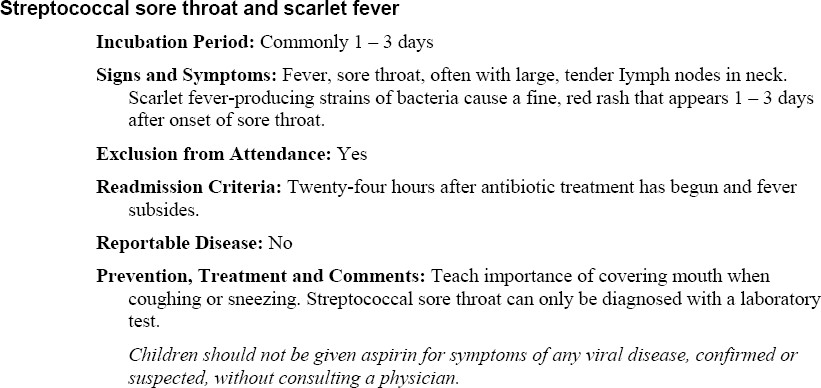 Streptococcal sore throat and scarlet fever
Incubation Period: Commonly 1 – 3 days
Signs and Symptoms: Fever, sore throat, often with large, tender Iymph nodes in neck.
Scarlet fever-producing strains of bacteria cause a fine, red rash that appears 1 – 3 days
after onset of sore throat.
Exclusion from Attendance: Yes
Readmission Criteria: Twenty-four hours after antibiotic treatment has begun and fever
subsides.
Reportable Disease: No
Prevention, Treatment and Comments: Teach importance of covering mouth when
coughing or sneezing. Streptococcal sore throat can only be diagnosed with a laboratory
test.
Children should not be given aspirin for symptoms of any viral disease, confirmed or
suspected, without consulting a physician.